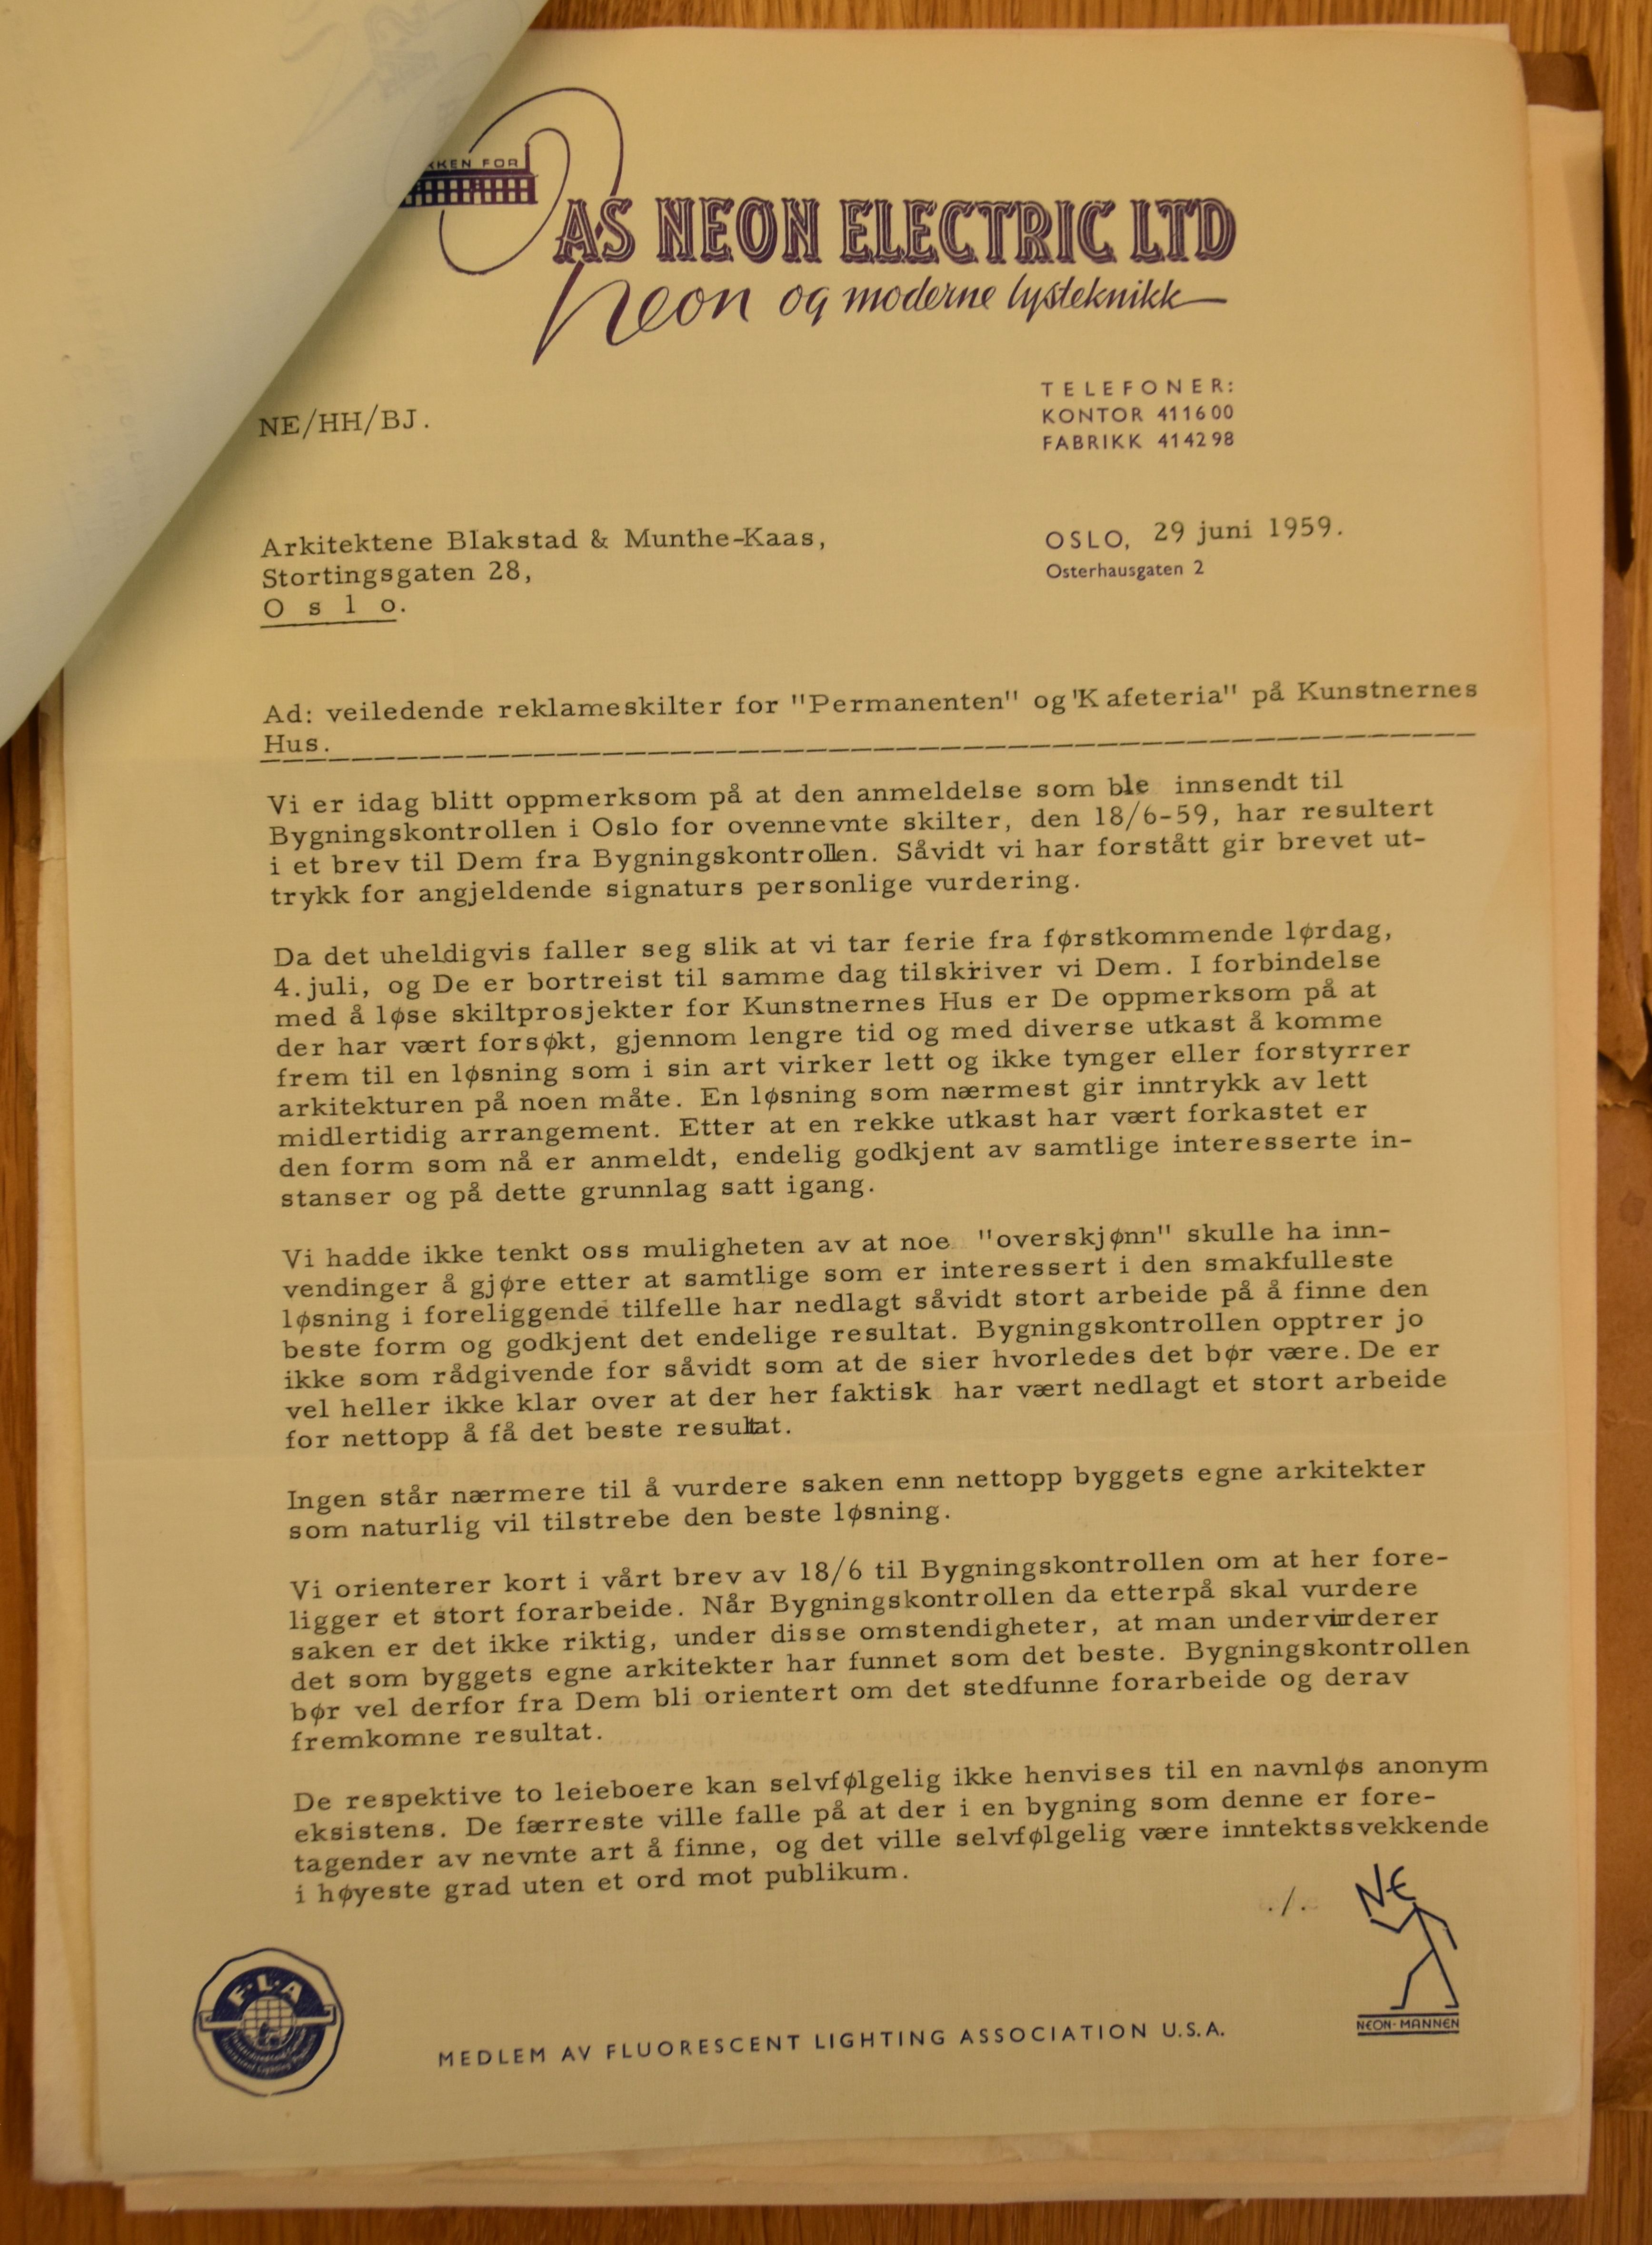 KEN FOR
AS NEON ELECTRIC LTD
Neon og moderne lysteknikk
TELEFONER:
KONTOR 411600
FABRIKK 414298
NE/HH/BJ.
Arkitektene Blakstad & Munthe-Kaas,
Stortingsgaten 28,
O s l o.
OSLO, 29 juni 1959.
Osterhausgaten 2
Ad: veiledende reklameskilter for "Permanenten" og 'K afeteria" på Kunstnernes
Hus.
Vi er idag blitt oppmerksom på at den anmeldelse som ble innsendt til
Bygningskontrollen i Oslo for ovennevnte skilter, den 18/6-59, har resultert
i et brev til Dem fra Bygningskontrollen. Såvidt vi har forstått gir brevet ut-
trykk for angjeldende signaturs personlige vurdering.
Da det uheldigvis faller seg slik at vi tar ferie fra førstkommende lørdag,
4. juli, og De er bortreist til samme dag tilskriver vi Dem. I forbindelse
med å løse skiltprosjekter for Kunstnernes Hus er De oppmerksom på at
der har vært forsøkt, gjennom lengre tid og med diverse utkast å komme
frem til en løsning som i sin art virker lett og ikke tynger eller forstyrrer
arkitekturen på noen måte. En løsning som nærmest gir inntrykk av lett
midlertidig arrangement. Etter at en rekke utkast har vært forkastet er
den form som nå er anmeldt, endelig godkjent av samtlige interesserte in-
stanser og på dette grunnlag satt igang.
Vi hadde ikke tenkt oss muligheten av at noe "overskjønn" skulle ha inn-
vendinger å gjøre etter at samtlige som er interessert i den smakfulleste
løsning i foreliggende tilfelle har nedlagt såvidt stort arbeide på å finne den
beste form og godkjent det endelige resultat. Bygningskontrollen opptrer jo
ikke som rådgivende for såvidt som at de sier hvorledes det bør være. De er
vel heller ikke klar over at der her faktisk har vært nedlagt et stort arbeide
for nettopp å få det beste resultat.
Ingen står nærmere til å vurdere saken enn nettopp byggets egne arkitekter
som naturlig vil tilstrebe den beste løsning.
Vi orienterer kort i vårt brev av 18/6 til Bygningskontrollen om at her fore-
ligger et stort forarbeide. Når Bygningskontrollen da etterpå skal vurdere
saken er det ikke riktig, under disse omstendigheter, at man undervurderer
det som byggets egne arkitekter har funnet som det beste. Bygningskontrollen
bør vel derfor fra Dem bli orientert om det stedfunne forarbeide og derav
fremkomne resultat.
De respektive to leieboere kan selvfølgelig ikke henvises til en navnløs anonym
eksistens. De færreste ville falle på at der i en bygning som denne er fore-
tagender av nevnte art å finne, og det ville selvfølgelig være inntektssvekkende
i høyeste grad uten et ord mot publikum.
./.
NE
NEON-MANNEN
F·L·A
MEDLEM AV FLUORESCENT LIGHTING ASSOCIATION U.S.A.